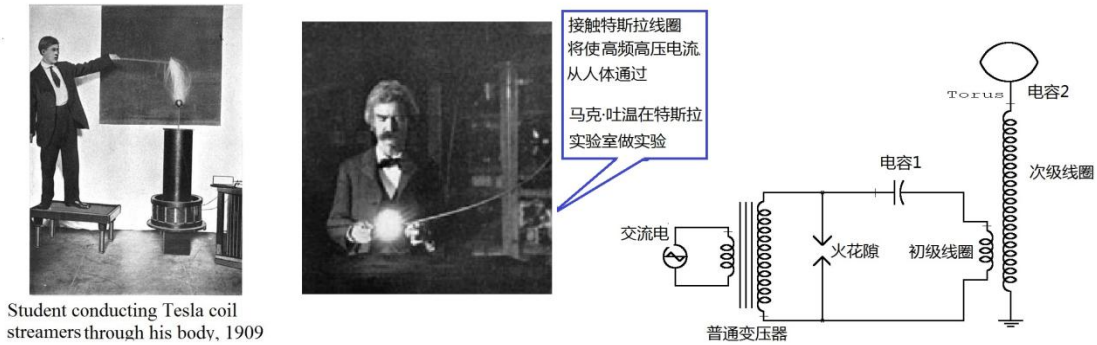 Student conducting Tesla coil
streamers through his body, 1909
接触特斯拉线圈
将使高频高压电流
从人体通过
马克·吐温在特斯拉
实验室做实验
Torus
电容2
电容1
次级线圈
交流电
火花隙
初级线圈
普通变压器